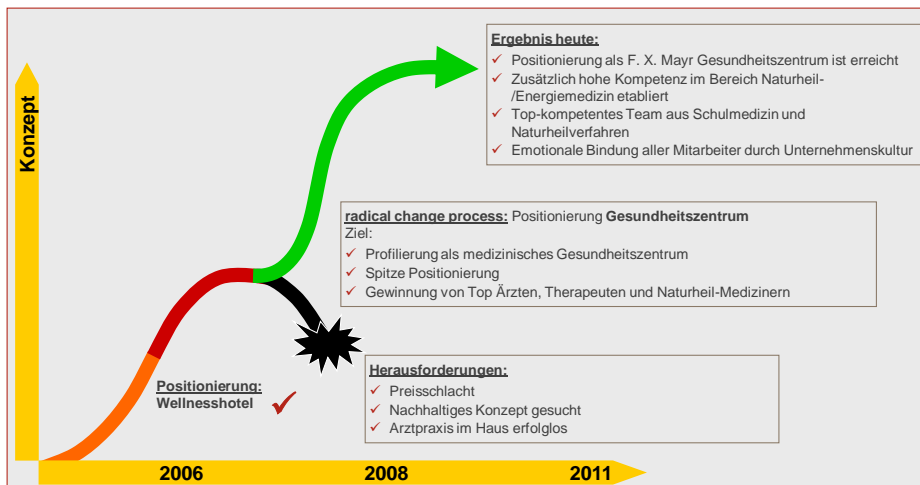 Ergebnis heute:
Positionierung als F. X. Mayr Gesundheitszentrum ist erreicht
Zusätzlich hohe Kompetenz im Bereich Naturheil-
/Energiemedizin etabliert
Top-kompetentes Team aus Schulmedizin und
Naturheilverfahren
Emotionale Bindung aller Mitarbeiter durch Unternehmenskultur
Konzept
radical change process: Positionierung Gesundheitszentrum
Ziel:
Profilierung als medizinisches Gesundheitszentrum
Spitze Positionierung
Gewinnung von Top Ärzten, Therapeuten und Naturheil-Medizinern
Positionierung:
Wellnesshotel
Herausforderungen:
Preisschlacht
Nachhaltiges Konzept gesucht
Arztpraxis im Haus erfolglos
2006 2008 2011